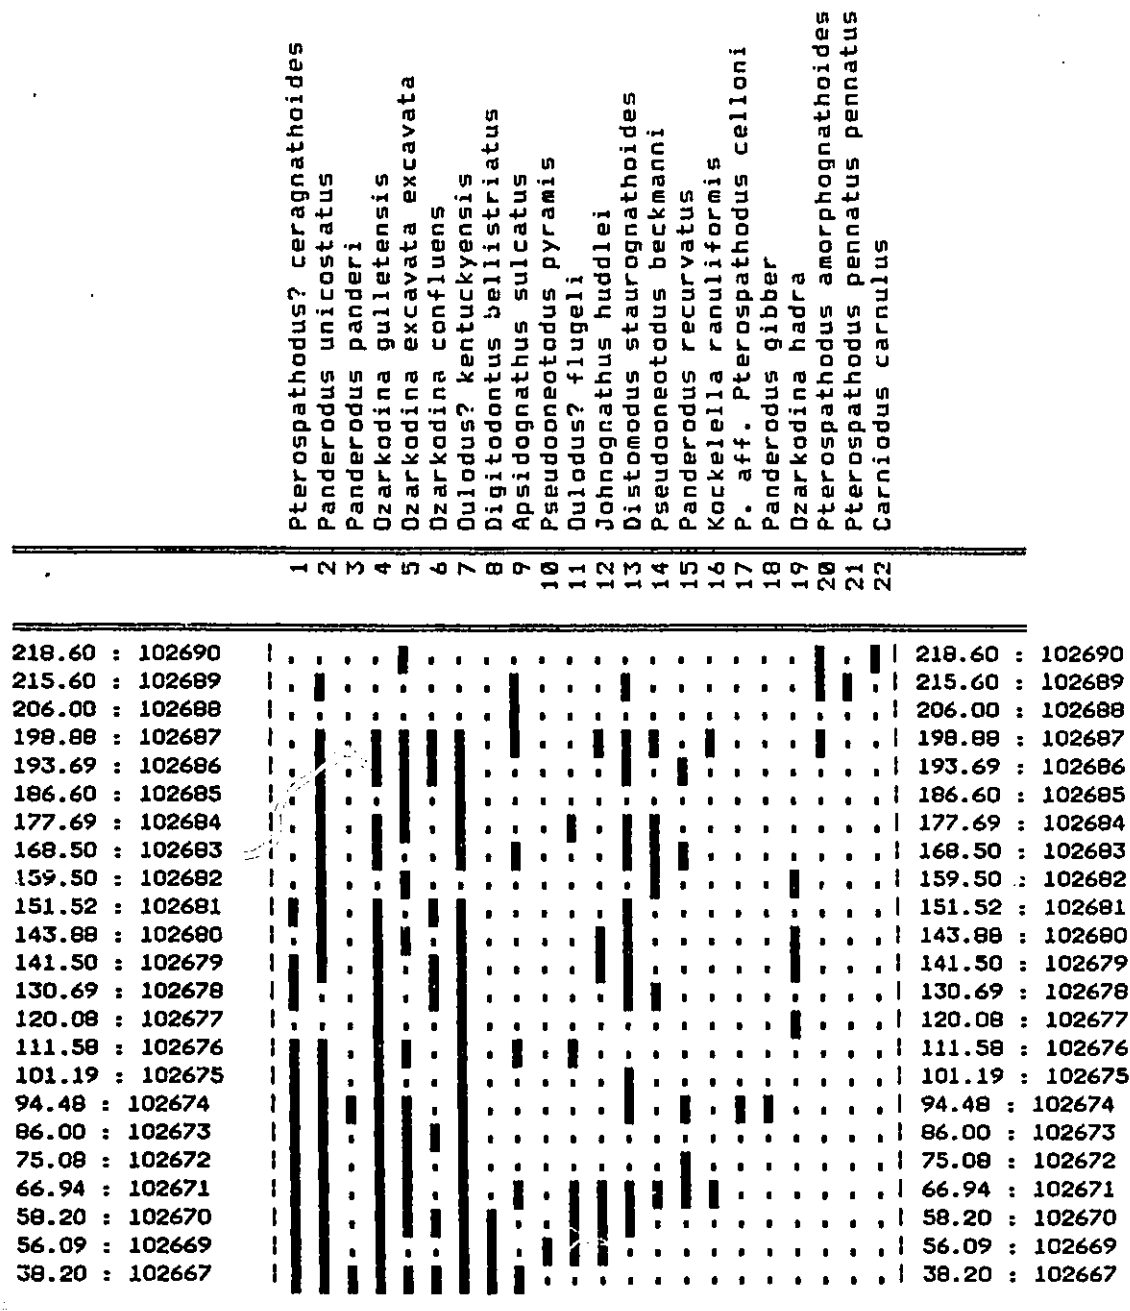 Pterospathodus? ceragnathoides
Panderodus unicostatus
Panderodus panderi
Ozarkodina gulletensis
Ozarkodina excavata excavata
Ozarkodina confluens
Oulodus? kentuckyensis
Digitodontus bellistriatus
Apsidognathus sulcatus
Pseudooneotodus pyramis
Oulodus? flugeli
Johnognathus huddlei
Distomodus staurognathoides
Pseudooneotodus beckmanni
Panderodus recurvatus
Kockelella ranuliformis
P. aff. Pterospathodus celloni
Panderodus gibber
Ozarkodina hadra
Pterospathodus amorphognathoides
Pterospathodus pennatus pennatus
Carniodus carnulus
1 2 3 4 5 6 7 8 9 10 11 12 13 14 15 16 17 18 19 20 21 22
218.60 : 102690 218.60 : 102690
215.60 : 102689 215.60 : 102689
206.00 : 102688 206.00 : 102688
198.88 : 102687 198.88 : 102687
193.69 : 102686 193.69 : 102686
186.60 : 102685 186.60 : 102685
177.69 : 102684 177.69 : 102684
168.50 : 102683 168.50 : 102683
159.50 : 102682 159.50 : 102682
151.52 : 102681 151.52 : 102681
143.88 : 102680 143.88 : 102680
141.50 : 102679 141.50 : 102679
130.69 : 102678 130.69 : 102678
120.08 : 102677 120.08 : 102677
111.58 : 102676 111.58 : 102676
101.19 : 102675 101.19 : 102675
94.48 : 102674 94.48 : 102674
86.00 : 102673 86.00 : 102673
75.08 : 102672 75.08 : 102672
66.94 : 102671 66.94 : 102671
58.20 : 102670 58.20 : 102670
56.09 : 102669 56.09 : 102669
38.20 : 102667 38.20 : 102667